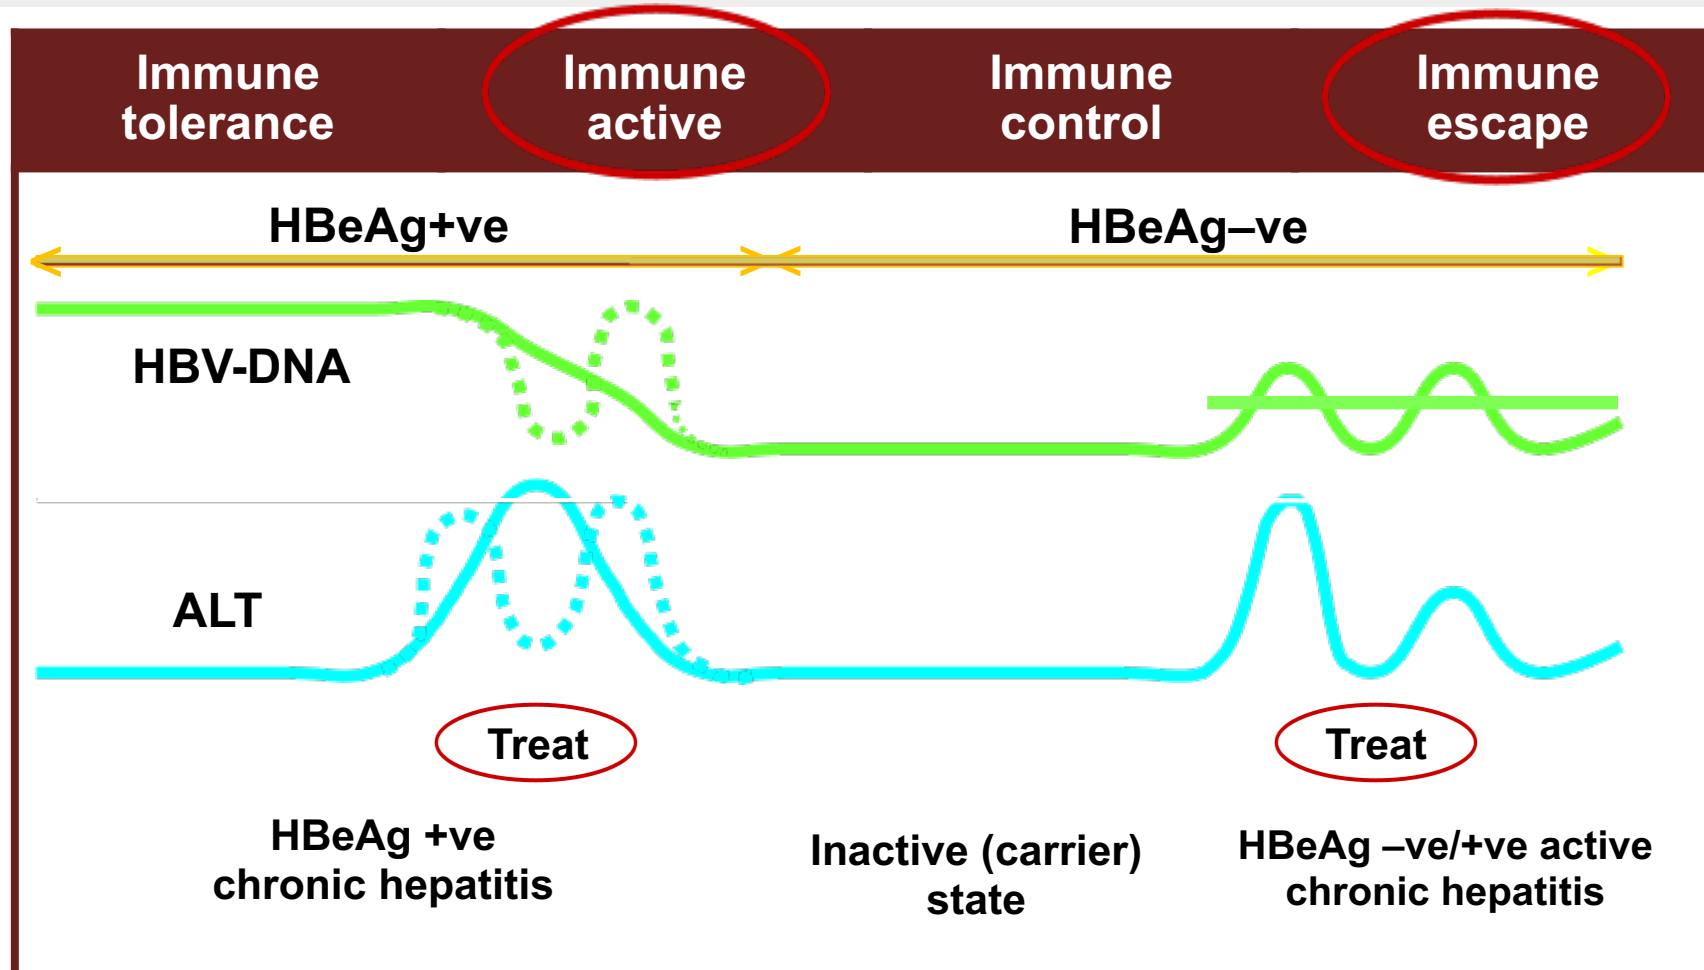 Immune
tolerance
Immune
active
Immune
control
Immune
escape
HBeAg+ve
HBeAg–ve
HBV-DNA
ALT
Treat
Treat
HBeAg +ve
chronic hepatitis
Inactive (carrier)
state
HBeAg –ve/+ve active
chronic hepatitis